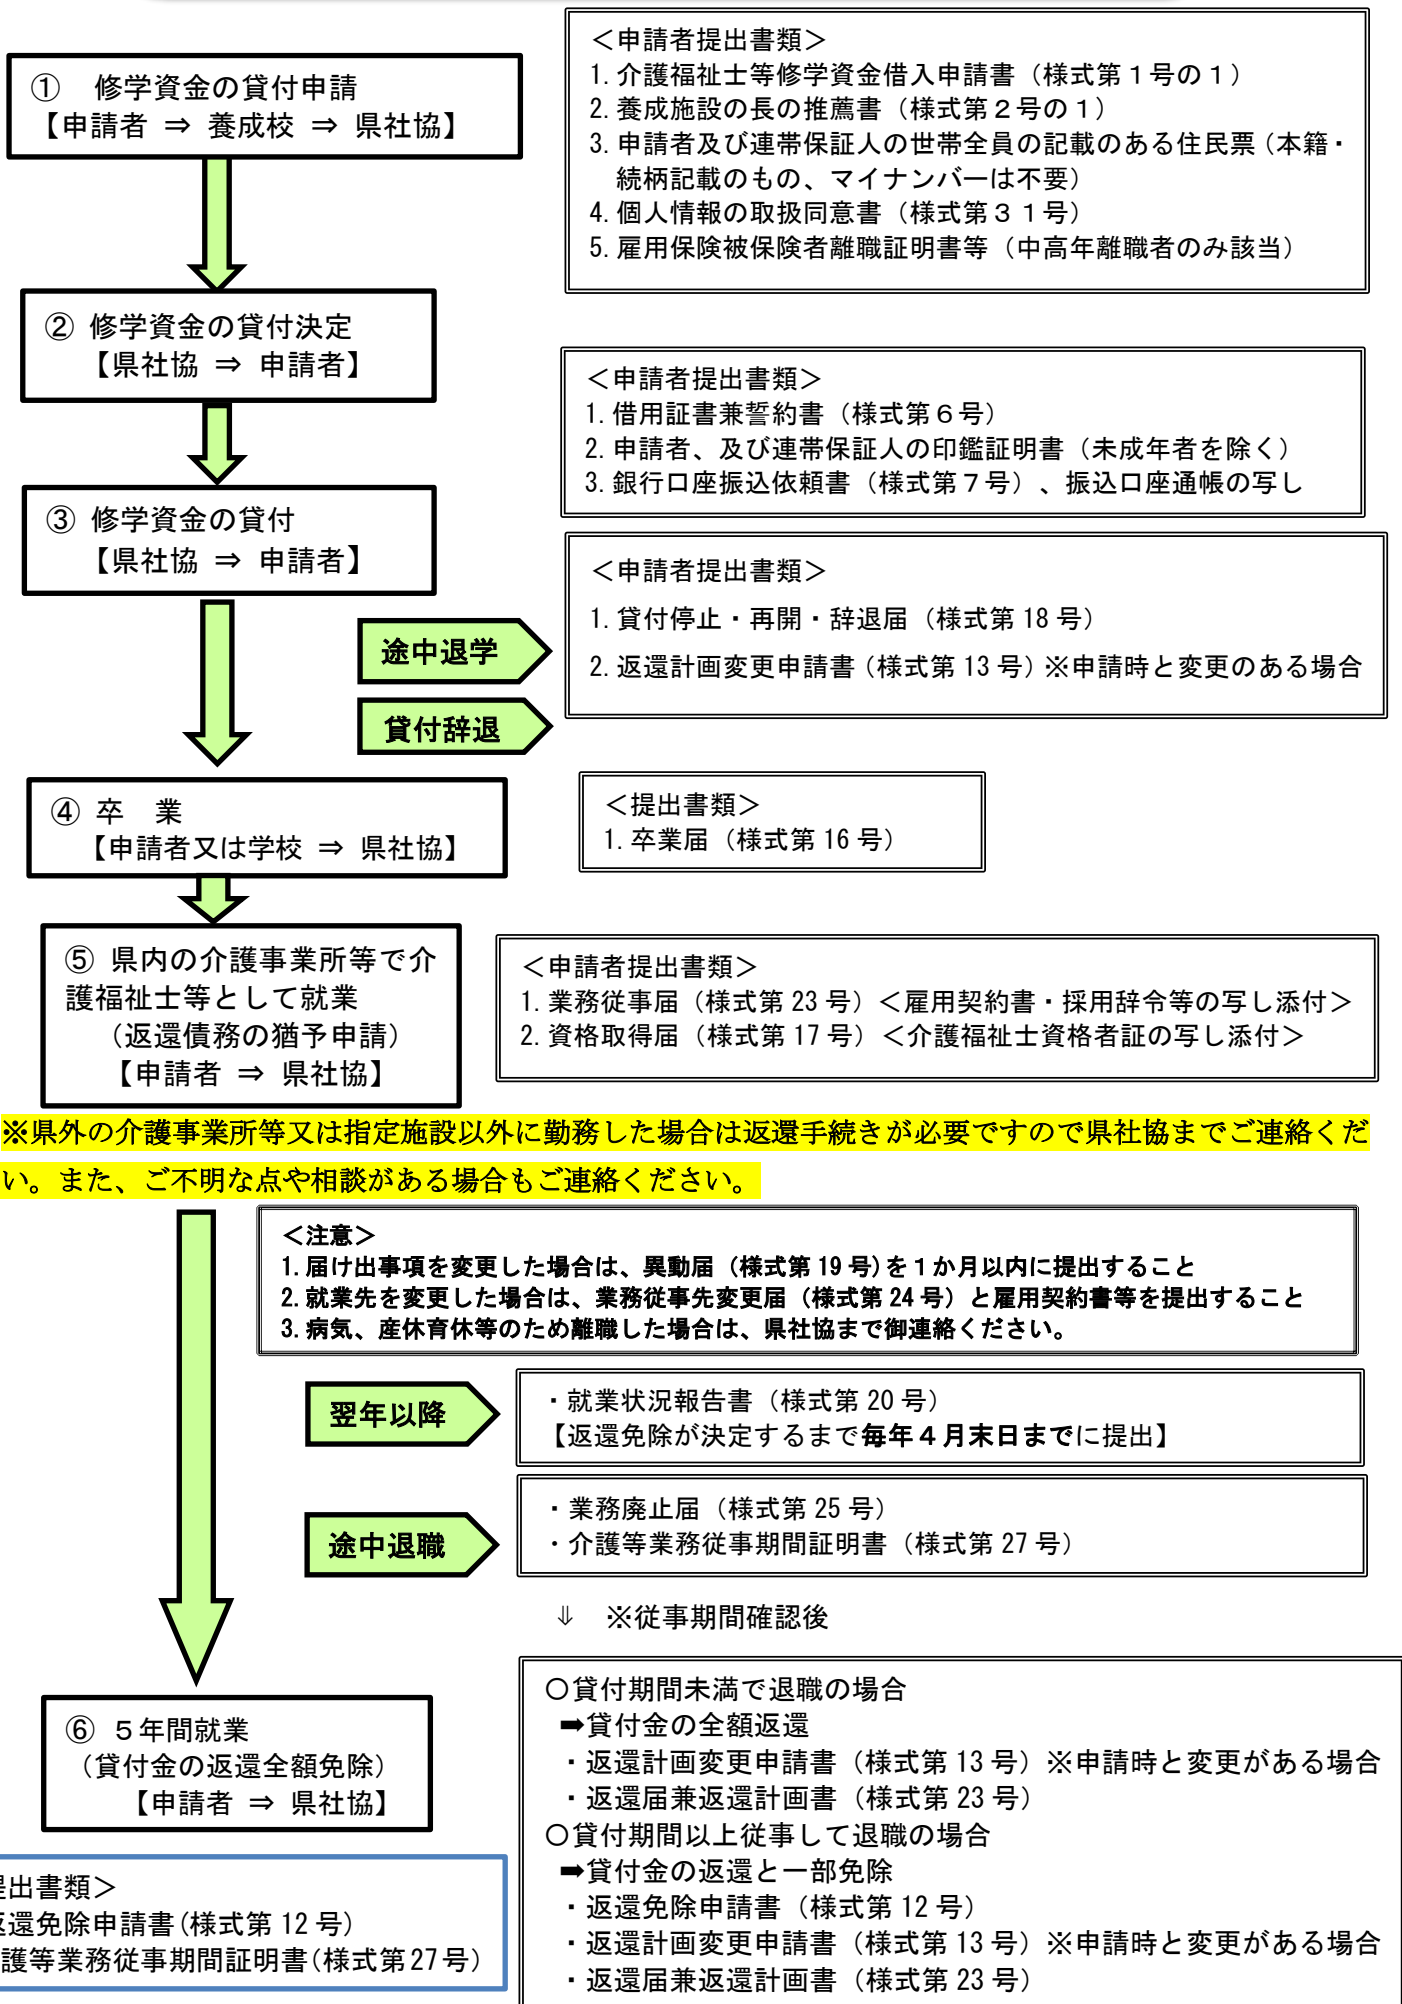 ① 修学資金の貸付申請
【申請者 ⇒ 養成校 ⇒ 県社協】
＜申請者提出書類＞
1.介護福祉士等修学資金借入申請書（様式第１号の１）
2.養成施設の長の推薦書（様式第２号の１）
3.申請者及び連帯保証人の世帯全員の記載のある住民票（本籍・
続柄記載のもの、マイナンバーは不要）
4.個人情報の取扱同意書（様式第３１号）
5.雇用保険被保険者離職証明書等（中高年離職者のみ該当）
② 修学資金の貸付決定
【県社協 ⇒ 申請者】
＜申請者提出書類＞
1.借用証書兼誓約書（様式第６号）
2.申請者、及び連帯保証人の印鑑証明書（未成年者を除く）
3.銀行口座振込依頼書（様式第７号）、振込口座通帳の写し
③ 修学資金の貸付
【県社協 ⇒ 申請者】
途中退学
貸付辞退
＜申請者提出書類＞
1.貸付停止・再開・辞退届（様式第 18 号）
2.返還計画変更申請書（様式第 13 号）※申請時と変更のある場合
④ 卒　業
【申請者又は学校 ⇒ 県社協】
＜提出書類＞
1.卒業届（様式第 16 号）
⑤ 県内の介護事業所等で介
護福祉士等として就業
（返還債務の猶予申請）
【申請者 ⇒ 県社協】
＜申請者提出書類＞
1.業務従事届（様式第 23 号）＜雇用契約書・採用辞令等の写し添付＞
2.資格取得届（様式第 17 号）＜介護福祉士資格者証の写し添付＞
※県外の介護事業所等又は指定施設以外に勤務した場合は返還手続きが必要ですので県社協までご連絡くだ
い。また、ご不明な点や相談がある場合もご連絡ください。
＜注意＞
1.届け出事項を変更した場合は、異動届（様式第 19 号）を１か月以内に提出すること
2.就業先を変更した場合は、業務従事先変更届（様式第 24 号）と雇用契約書等を提出すること
3.病気、産休育休等のため離職した場合は、県社協まで御連絡ください。
翌年以降
・就業状況報告書（様式第 20 号）
【返還免除が決定するまで毎年４月末日までに提出】
途中退職
・業務廃止届（様式第 25 号）
・介護等業務従事期間証明書（様式第 27 号）
⇓ ※従事期間確認後
⑥ ５年間就業
（貸付金の返還全額免除）
【申請者 ⇒ 県社協】
〇貸付期間未満で退職の場合
➡貸付金の全額返還
・返還計画変更申請書（様式第 13 号）※申請時と変更がある場合
・返還届兼返還計画書（様式第 23 号）
〇貸付期間以上従事して退職の場合
➡貸付金の返還と一部免除
・返還免除申請書（様式第 12 号）
・返還計画変更申請書（様式第 13 号）※申請時と変更がある場合
・返還届兼返還計画書（様式第 23 号）
出書類＞
還免除申請書（様式第 12 号）
護等業務従事期間証明書（様式第 27 号）